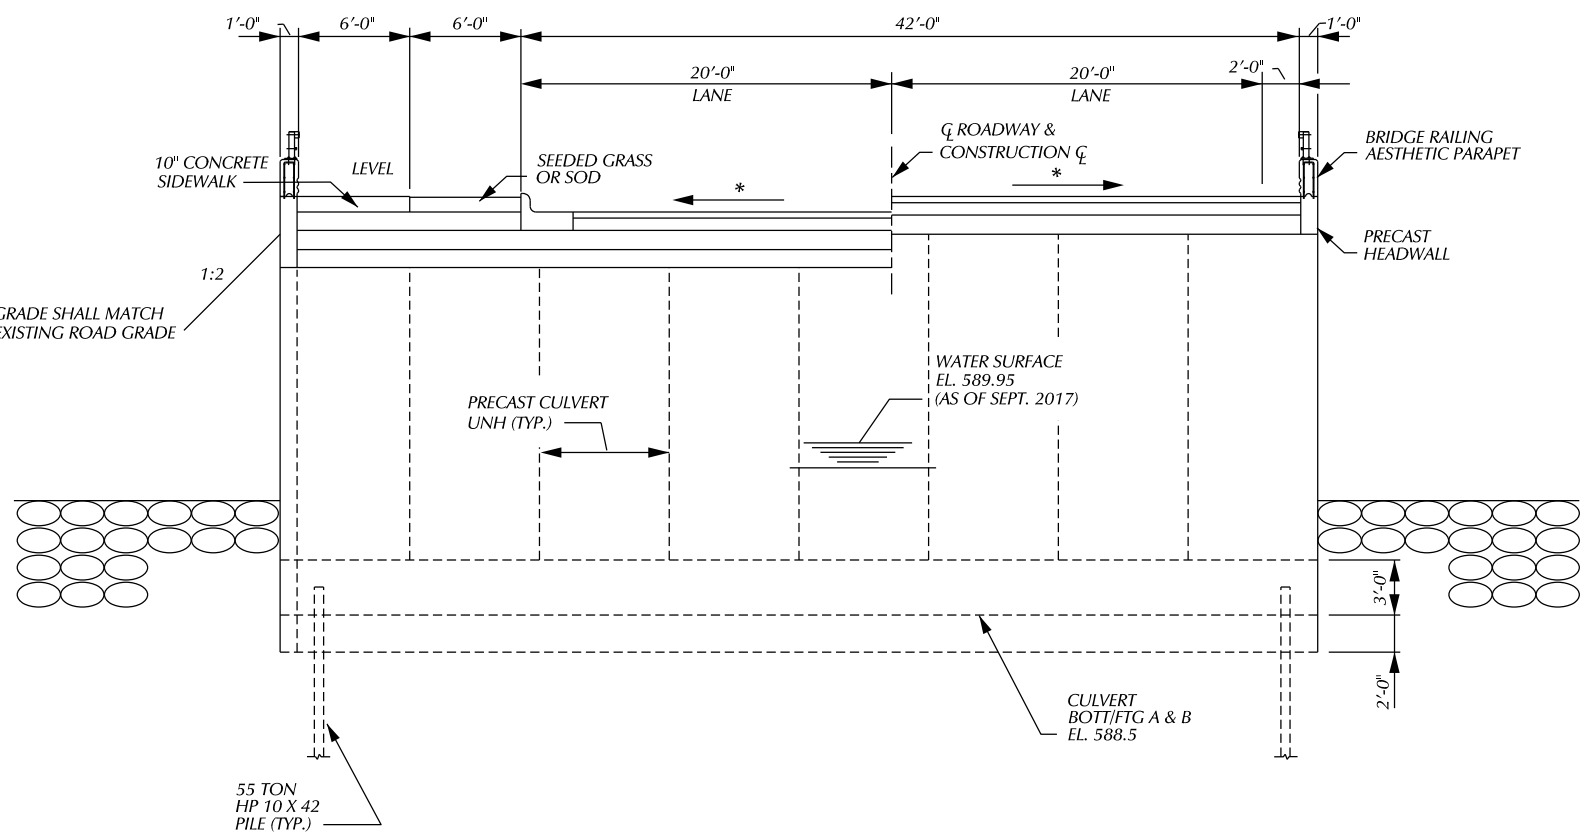 1'-0"
6'-0"
6'-0"
42'-0"
1'-0"
20'-0"
LANE
20'-0"
LANE
2'-0"
℄ ROADWAY &
CONSTRUCTION ℄
BRIDGE RAILING
AESTHETIC PARAPET
10" CONCRETE
SIDEWALK
LEVEL
SEEDED GRASS
OR SOD
*
*
PRECAST
HEADWALL
1:2
GRADE SHALL MATCH
EXISTING ROAD GRADE
WATER SURFACE
EL. 589.95
(AS OF SEPT. 2017)
PRECAST CULVERT
UNH (TYP.)
3'-0"
2'-0"
CULVERT
BOTT/FTG A & B
EL. 588.5
55 TON
HP 10 X 42
PILE (TYP.)